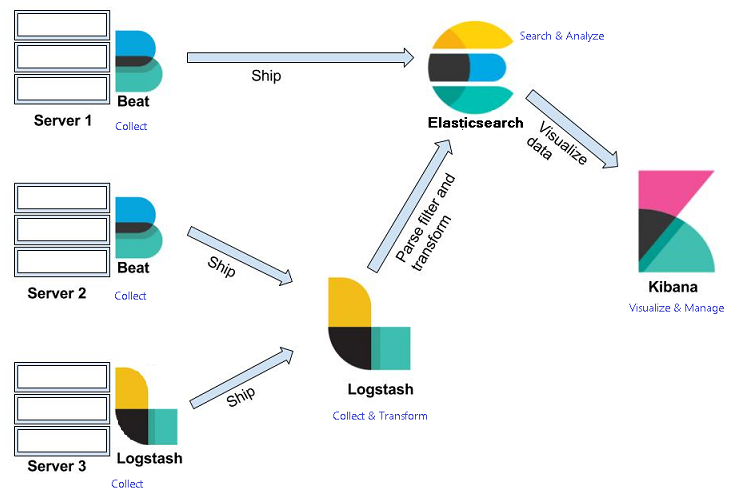 Search & Analyze
Ship
Beat
Server 1
Collect
Elasticsearch
Visualize
data
Parse filter and
transform
Ship
Beat
Server 2
Collect
Kibana
Visualize & Manage
Logstash
Collect & Transform
Ship
Logstash
Server 3
Collect